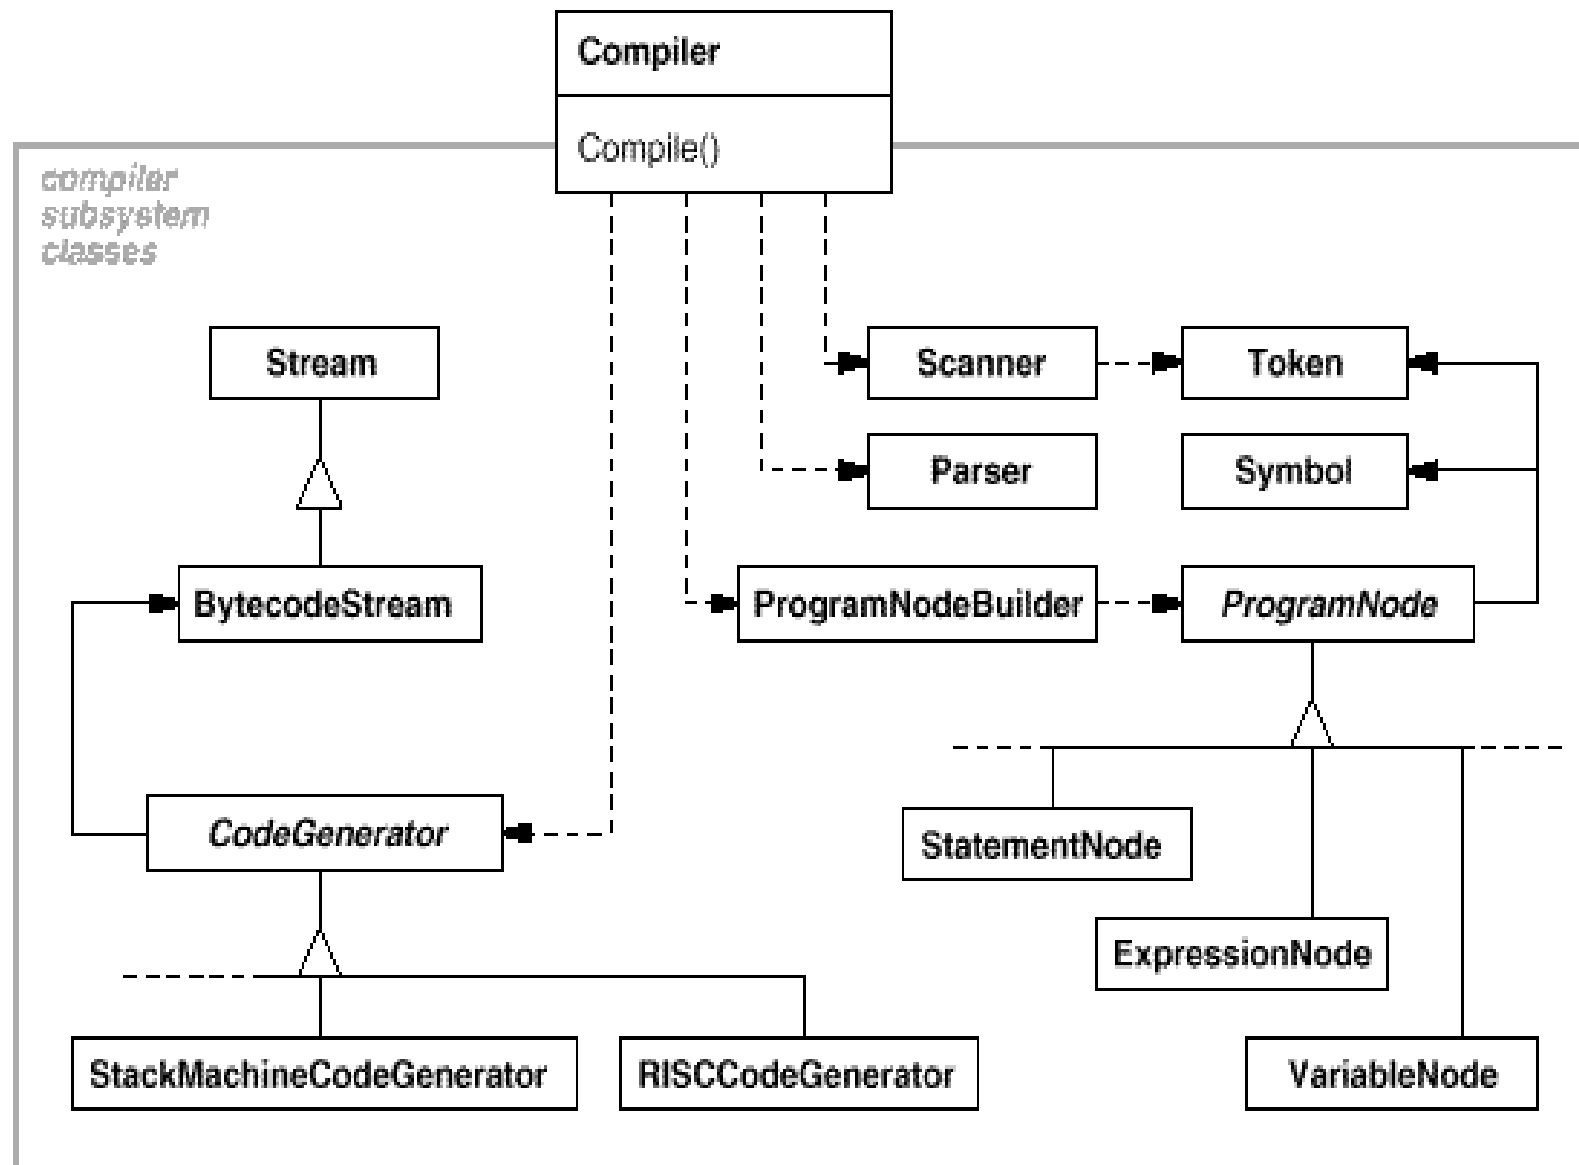 Compiler
Compile()
compiler
subsystem
classes
Stream
Scanner
Token
Parser
Symbol
BytecodeStream
ProgramNodeBuilder
ProgramNode
CodeGenerator
StatementNode
ExpressionNode
StackMachineCodeGenerator
RISCCodeGenerator
VariableNode